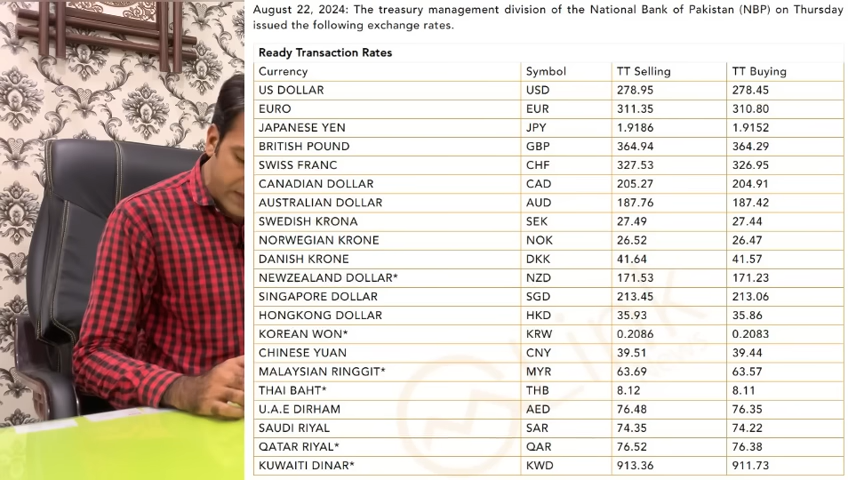 August 22, 2024: The treasury management division of the National Bank of Pakistan (NBP) on Thursday
issued the following exchange rates.
Ready Transaction Rates
Currency Symbol TT Selling TT Buying
US DOLLAR USD 278.95 278.45
EURO EUR 311.35 310.80
JAPANESE YEN JPY 1.9186 1.9152
BRITISH POUND GBP 364.94 364.29
SWISS FRANC CHF 327.53 326.95
CANADIAN DOLLAR CAD 205.27 204.91
AUSTRALIAN DOLLAR AUD 187.76 187.42
SWEDISH KRONA SEK 27.49 27.44
NORWEGIAN KRONE NOK 26.52 26.47
DANISH KRONE DKK 41.64 41.57
NEWZEALAND DOLLAR* NZD 171.53 171.23
SINGAPORE DOLLAR SGD 213.45 213.06
HONGKONG DOLLAR HKD 35.93 35.86
KOREAN WON* KRW 0.2086 0.2083
CHINESE YUAN CNY 39.51 39.44
MALAYSIAN RINGGIT* MYR 63.69 63.57
THAI BAHT* THB 8.12 8.11
U.A.E DIRHAM AED 76.48 76.35
SAUDI RIYAL SAR 74.35 74.22
QATAR RIYAL* QAR 76.52 76.38
KUWAITI DINAR* KWD 913.36 911.73